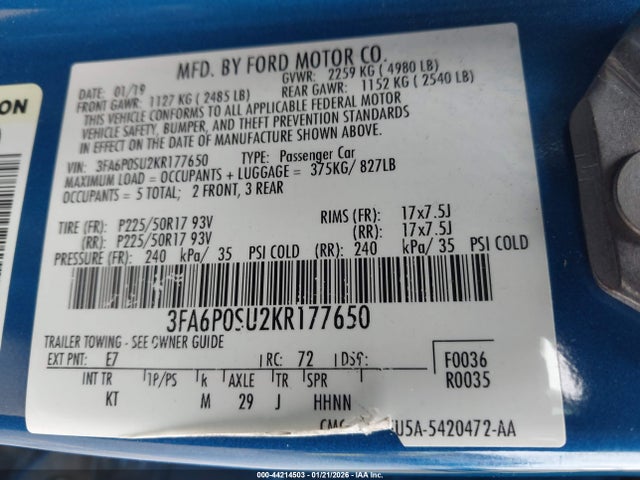 ON
MFD. BY FORD MOTOR CO.
DATE: 01/19 GVWR: 2259 KG ( 4980 LB)
FRONT GAWR: 1127 KG ( 2485 LB) REAR GAWR: 1152 KG ( 2540 LB)
THIS VEHICLE CONFORMS TO ALL APPLICABLE FEDERAL MOTOR
VEHICLE SAFETY, BUMPER, AND THEFT PREVENTION STANDARDS
IN EFFECT ON THE DATE OF MANUFACTURE SHOWN ABOVE.
VIN: 3FA6P0SU2KR177650 TYPE: Passenger Car
MAXIMUM LOAD = OCCUPANTS + LUGGAGE = 375KG/ 827LB
OCCUPANTS = 5 TOTAL; 2 FRONT, 3 REAR
TIRE (FR): P225/50R17 93V RIMS (FR): 17x7.5J
(RR): P225/50R17 93V (RR): 17x7.5J
PRESSURE (FR): 240 kPa/ 35 PSI COLD (RR): 240 kPa/ 35 PSI COLD
3FA6P0SU2KR177650
TRAILER TOWING - SEE OWNER GUIDE
EXT PNT: E7 RC: 72 DSO: F0036
INT TR TP/PS R AXLE TR SPR R0035
KT M 29 J HHNN
U5A-5420472-AA
000-44214503 - 01/21/2026 - IAA Inc.